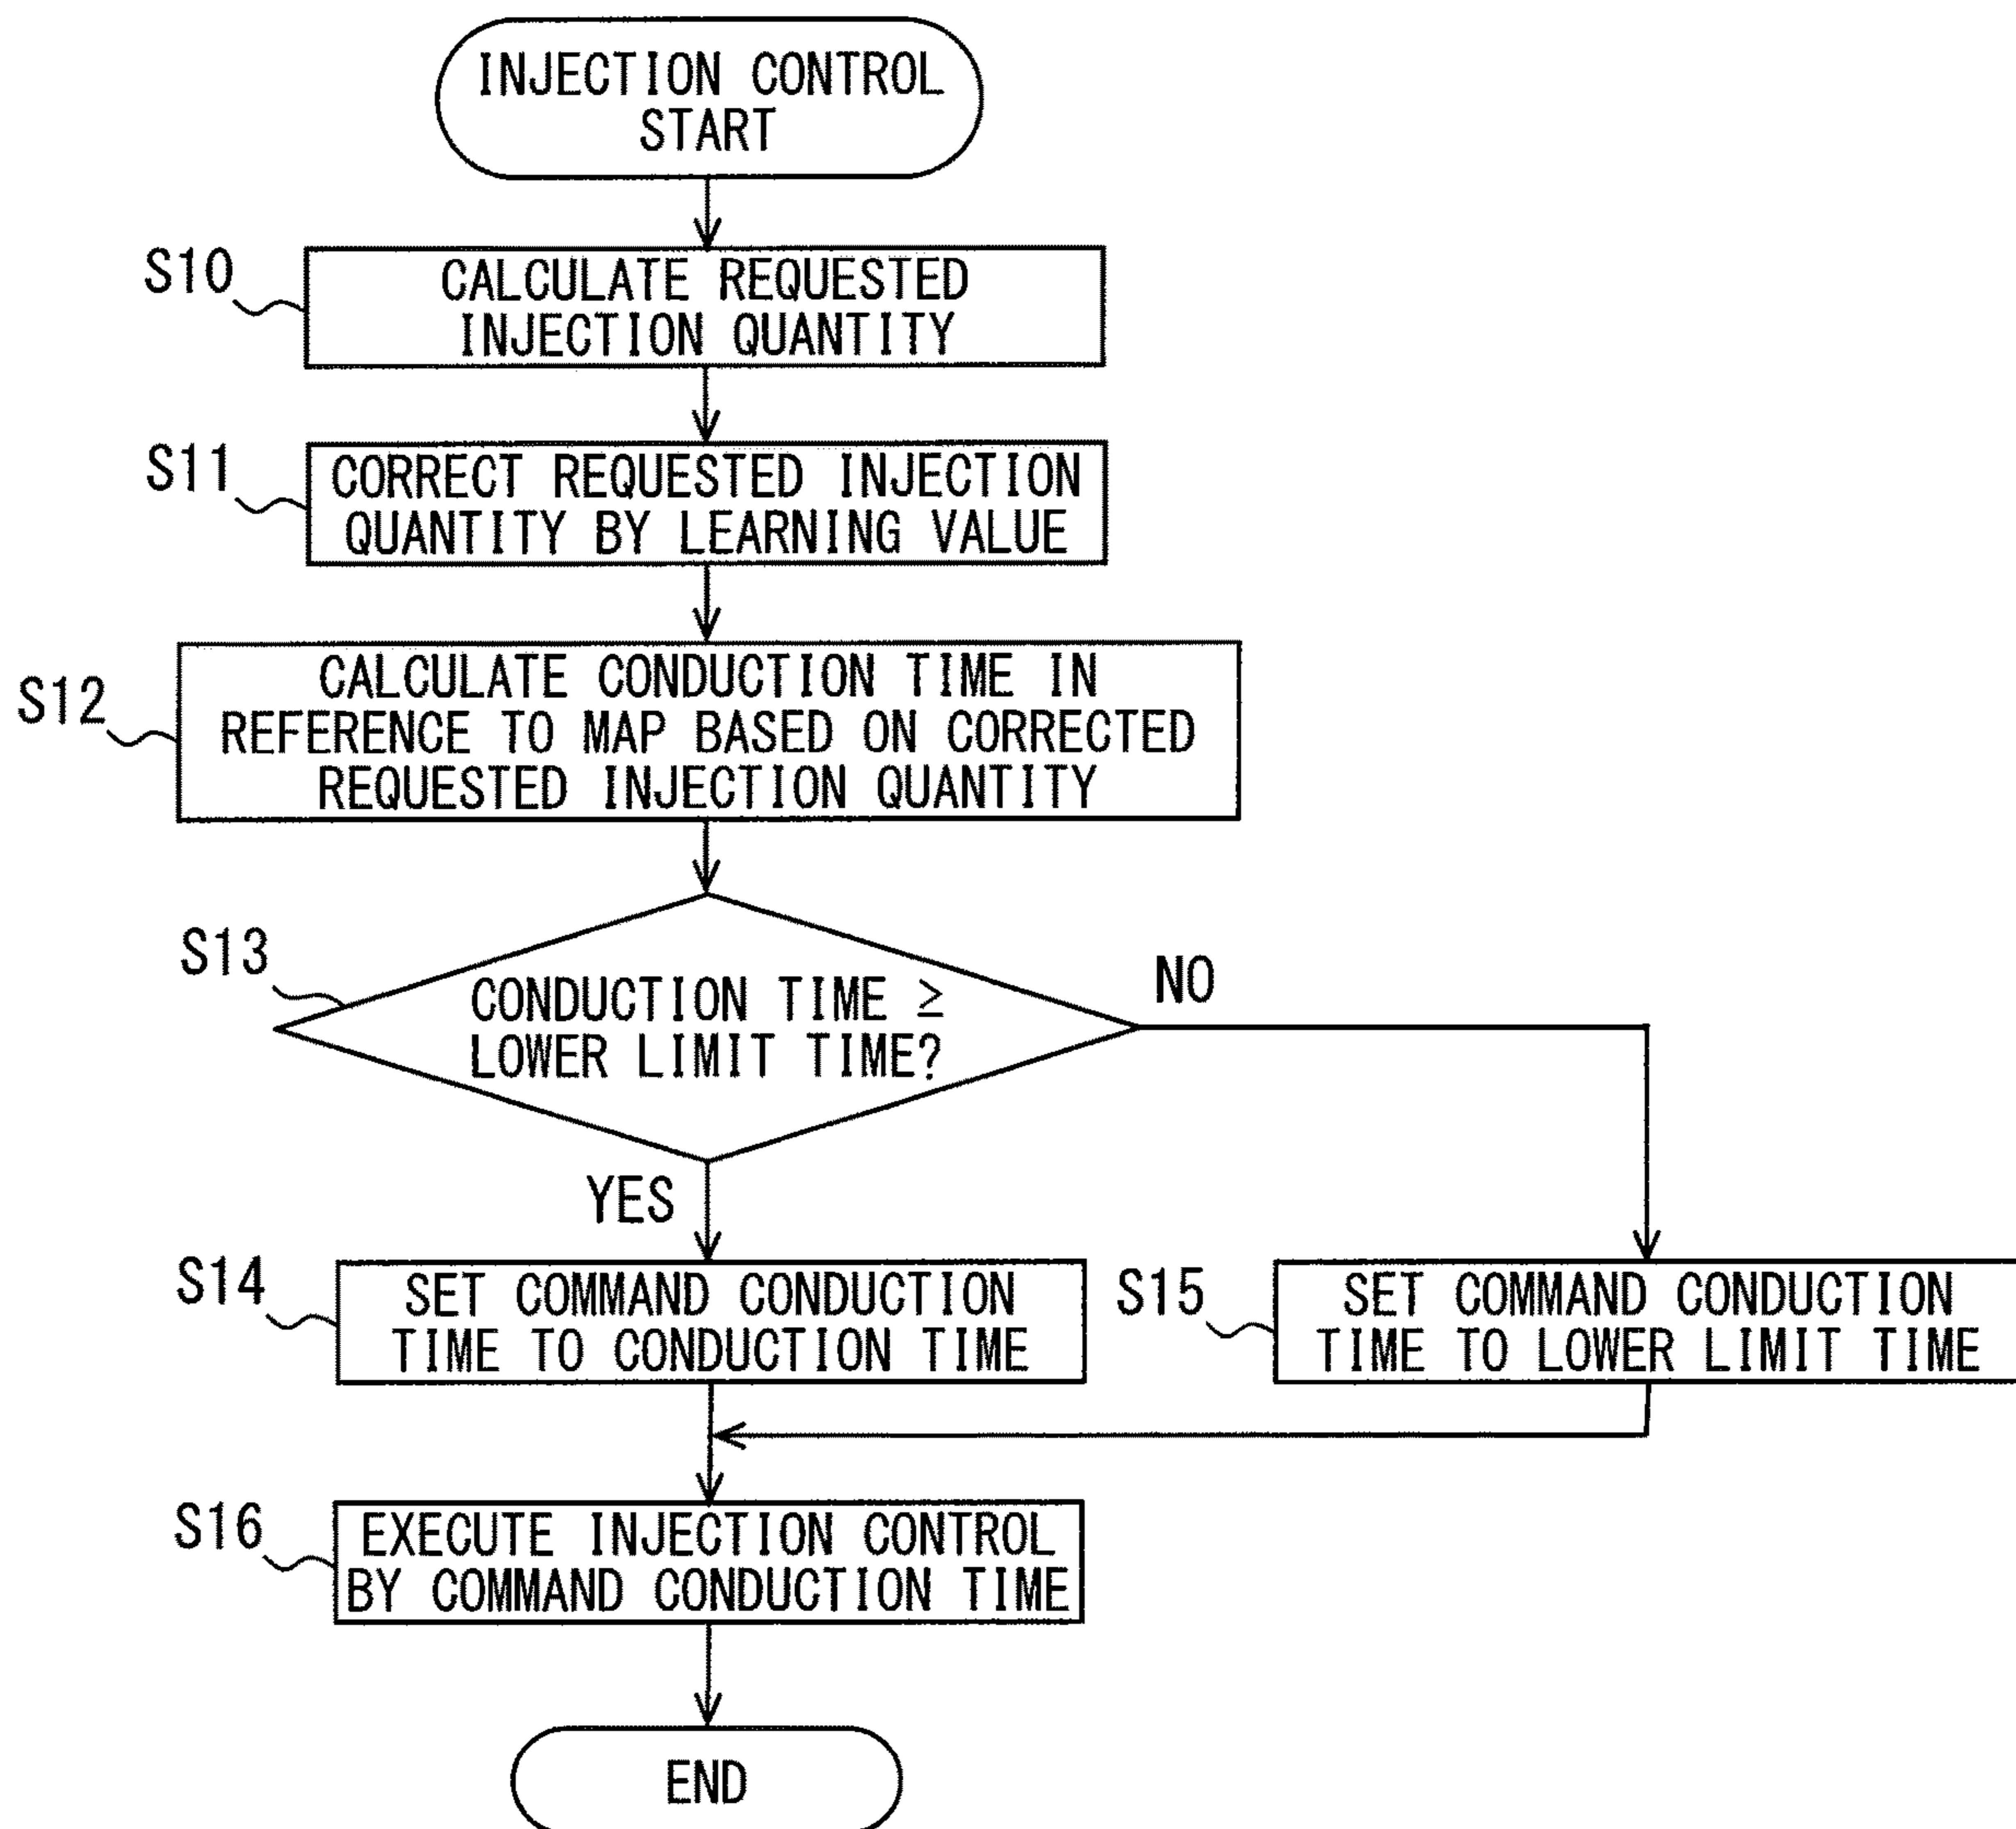 INJECTION CONTROL
START
S10
CALCULATE REQUESTED
INJECTION QUANTITY
S11
CORRECT REQUESTED INJECTION
QUANTITY BY LEARNING VALUE
S12
CALCULATE CONDUCTION TIME IN
REFERENCE TO MAP BASED ON CORRECTED
REQUESTED INJECTION QUANTITY
S13
CONDUCTION TIME ≥
LOWER LIMIT TIME?
NO
YES
S14
SET COMMAND CONDUCTION
TIME TO CONDUCTION TIME
S15
SET COMMAND CONDUCTION
TIME TO LOWER LIMIT TIME
S16
EXECUTE INJECTION CONTROL
BY COMMAND CONDUCTION TIME
END